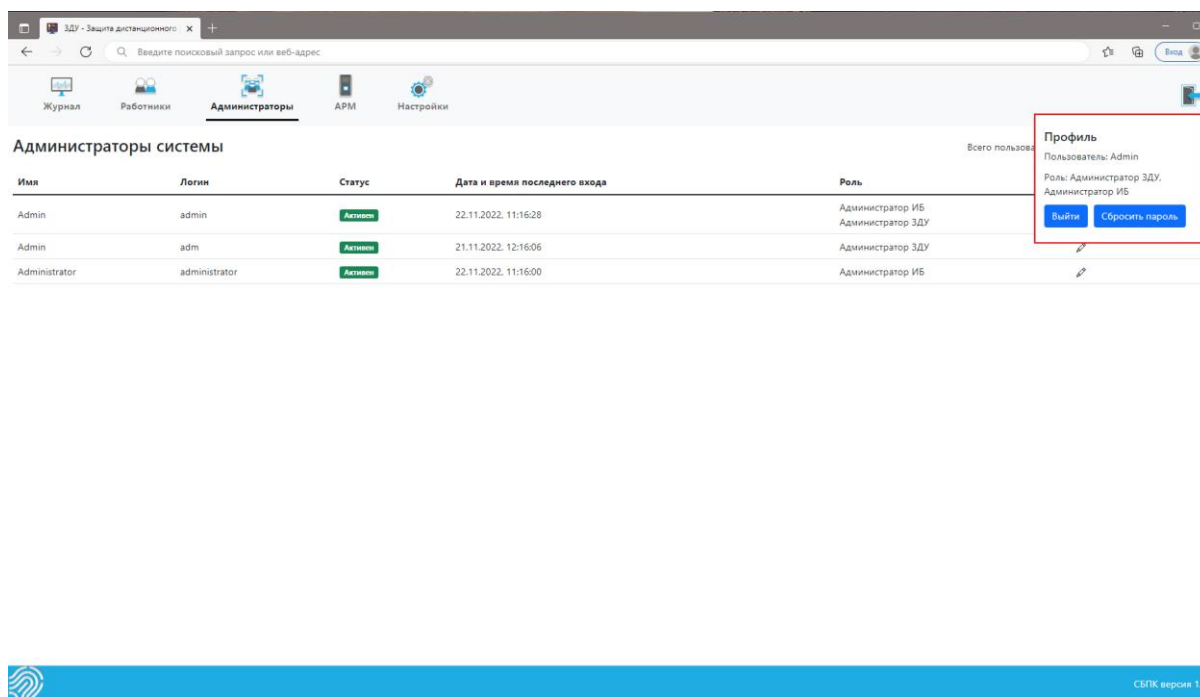 ЗДУ - Защита дистанционного
Введите поисковый запрос или веб-адрес
Вход
Журнал
Работники
Администраторы
АРМ
Настройки
Администраторы системы
Всего
Профиль
Пользователь: Admin
Роль: Администратор ЗДУ,
Администратор ИБ
Выйти
Сбросить пароль
Имя Логин Статус Дата и время последнего входа Роль
Admin admin Активен 22.11.2022, 11:16:28 Администратор ИБ
Администратор ЗДУ
Admin adm Активен 21.11.2022, 12:16:06 Администратор ЗДУ
Administrator administrator Активен 22.11.2022, 11:16:00 Администратор ИБ
СБПК версия 1.